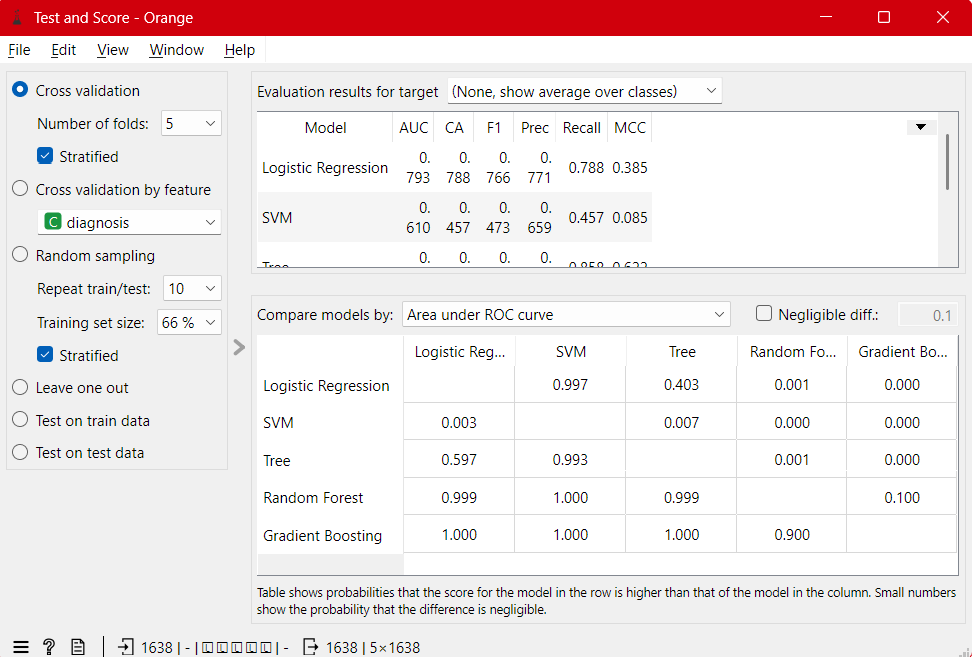 Test and Score - Orange
File Edit View Window Help
Cross validation
Number of folds: 5
Stratified
Cross validation by feature
C diagnosis
Random sampling
Repeat train/test: 10
Training set size: 66 %
Stratified
Leave one out
Test on train data
Test on test data
Evaluation results for target (None, show average over classes)
Model AUC CA F1 Prec Recall MCC
Logistic Regression 0.793 0.788 0.766 0.771 0.788 0.385
SVM 0.610 0.457 0.473 0.659 0.457 0.085
Tree 0. 0. 0. 0. 0.858 0.622
Compare models by: Area under ROC curve Negligible diff.: 0.1
Logistic Reg... SVM Tree Random Fo... Gradient Bo...
Logistic Regression 0.997 0.403 0.001 0.000
SVM 0.003 0.007 0.000 0.000
Tree 0.597 0.993 0.001 0.000
Random Forest 0.999 1.000 0.999 0.100
Gradient Boosting 1.000 1.000 1.000 0.900
Table shows probabilities that the score for the model in the row is higher than that of the model in the column. Small numbers
show the probability that the difference is negligible.
1638 | - | - 1638 | 5×1638